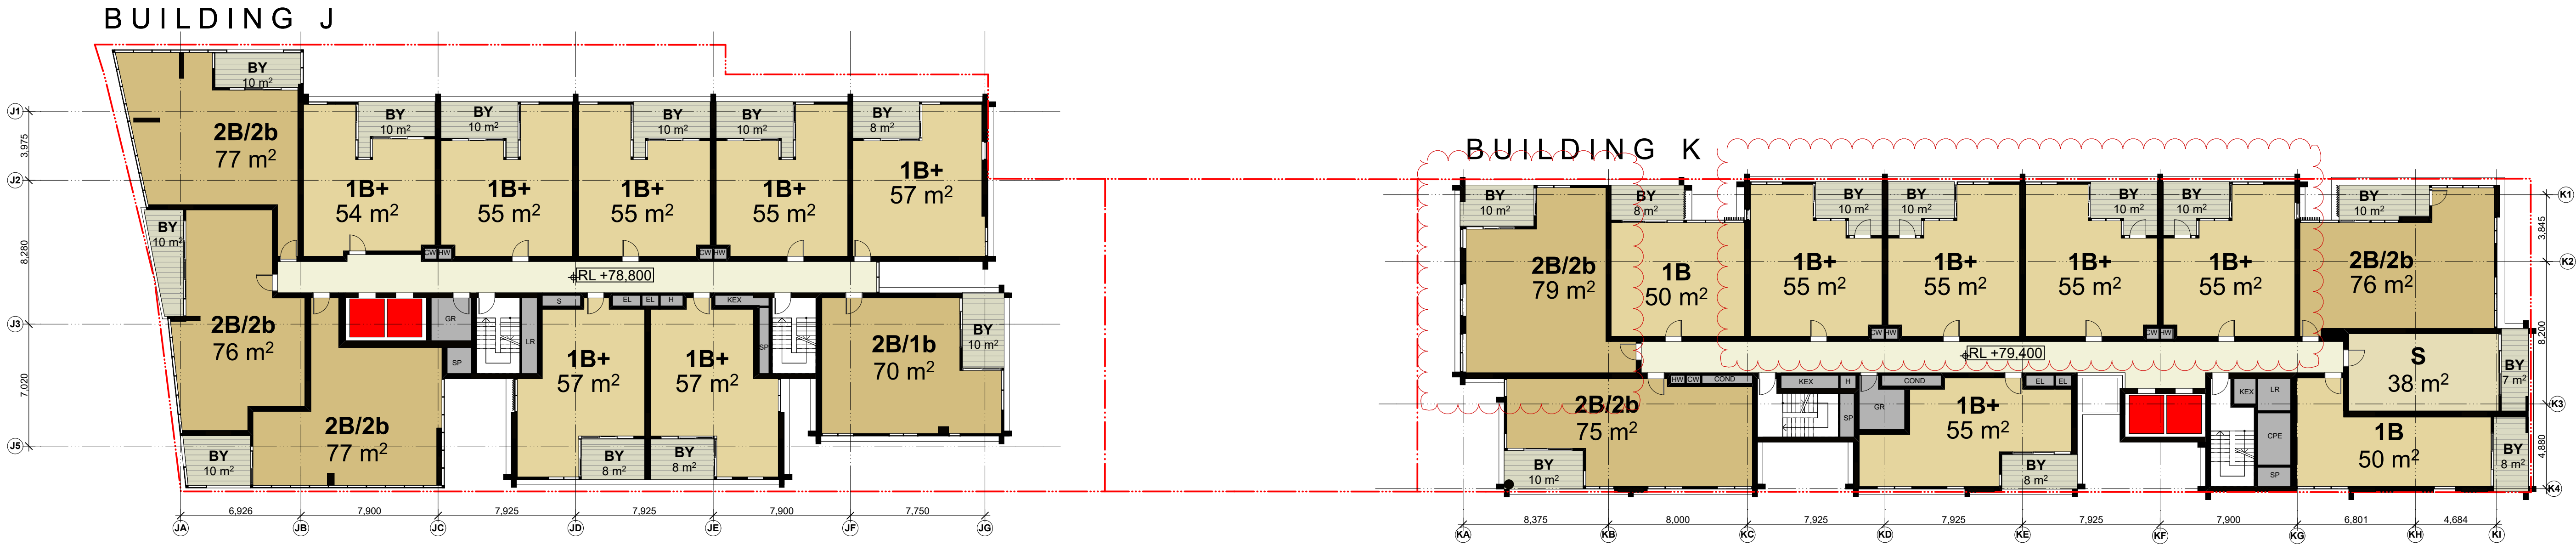 BUILDING J
BY
10 m²
2B/2b
77 m²
BY
10 m²
BY
10 m²
BY
10 m²
BY
10 m²
BY
8 m²
1B+
54 m²
1B+
55 m²
1B+
55 m²
1B+
55 m²
1B+
57 m²
CW HW
CW HW
BY
10 m²
RL +78,800
2B/2b
76 m²
GR
SP
LR
S
EL
EL
H
KEX
SP
2B/2b
77 m²
BY
10 m²
1B+
57 m²
BY
8 m²
1B+
57 m²
BY
8 m²
2B/1b
70 m²
BY
10 m²
J1
J2
J3
J5
3,975
8,280
7,020
6,926
7,900
7,925
7,925
7,900
7,750
JA
JB
JC
JD
JE
JF
JG
BUILDING K
BY
10 m²
BY
8 m²
BY
10 m²
BY
10 m²
BY
10 m²
BY
10 m²
BY
10 m²
2B/2b
79 m²
1B
50 m²
1B+
55 m²
1B+
55 m²
1B+
55 m²
1B+
55 m²
2B/2b
76 m²
CW HW
CW HW
RL +79,400
S
38 m²
BY
7 m²
HW CW COND
KEX
H
COND
EL
EL
SP
GR
KEX
LR
CPE
SP
2B/2b
75 m²
BY
10 m²
1B+
55 m²
BY
8 m²
1B
50 m²
BY
8 m²
K1
K2
K3
K4
3,845
8,200
4,880
8,375
8,000
7,925
7,925
7,925
7,900
6,801
4,684
KA
KB
KC
KD
KE
KF
KG
KH
KI